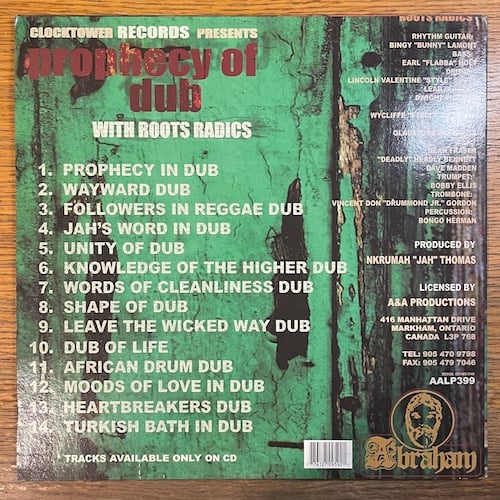 CLOCKTOWER RECORDS PRESENTS
prophecy of
dub
WITH ROOTS RADICS
1. PROPHECY IN DUB
2. WAYWARD DUB
3. FOLLOWERS IN REGGAE DUB
4. JAH'S WORD IN DUB
5. UNITY OF DUB
6. KNOWLEDGE OF THE HIGHER DUB
7. WORDS OF CLEANLINESS DUB
8. SHAPE OF DUB
9. LEAVE THE WICKED WAY DUB
10. DUB OF LIFE
11. AFRICAN DRUM DUB
12. MOODS OF LOVE IN DUB
13. HEARTBREAKERS DUB
14. TURKISH BATH IN DUB
TRACKS AVAILABLE ONLY ON CD
ROOTS RADICS
RHYTHM GUITAR:
BINGY "BUNNY" LAMONT
BASS:
EARL "FLABBA" HOLT
LINCOLN VALENTINE "STYLE"
LEAD
DWIGHT
WYCLIFFE
DEAN FRASER
"DEADLY" HEADLY BENNETT
DAVE MADDEN
TRUMPET:
BOBBY ELLIS
TROMBONE:
VINCENT DON "DRUMMOND JR." GORDON
PERCUSSION:
BONGO HERMAN
PRODUCED BY
NKRUMAH "JAH" THOMAS
LICENSED BY
A&A PRODUCTIONS
416 MANHATTAN DRIVE
MARKHAM, ONTARIO
CANADA L3P 768
TEL: 905 470 9798
FAX: 905 479 7046
AALP399
Abraham